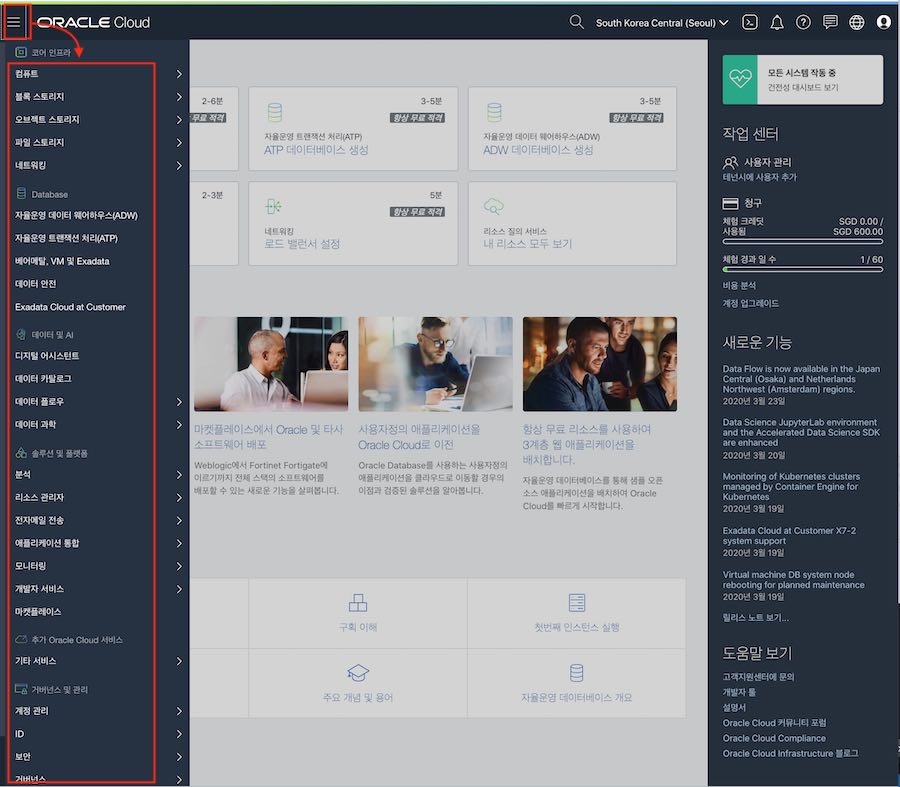 ORACLE Cloud
South Korea Central (Seoul)
코어 인프라
컴퓨트
블록 스토리지
오브젝트 스토리지
파일 스토리지
네트워킹
Database
자율운영 데이터 웨어하우스(ADW)
자율운영 트랜잭션 처리(ATP)
베어메탈, VM 및 Exadata
데이터 안전
Exadata Cloud at Customer
데이터 및 AI
디지털 어시스턴트
데이터 카탈로그
데이터 플로우
데이터 과학
솔루션 및 플랫폼
분석
리소스 관리자
전자메일 전송
애플리케이션 통합
모니터링
개발자 서비스
마켓플레이스
추가 Oracle Cloud 서비스
기타 서비스
거버넌스 및 관리
계정 관리
ID
보안
거버넌스
2-6분
무료 적격
3-5분
항상 무료 적격
자율운영 트랜잭션 처리(ATP)
ATP 데이터베이스 생성
3-5분
항상 무료 적격
자율운영 데이터 웨어하우스(ADW)
ADW 데이터베이스 생성
2-3분
5분
항상 무료 적격
네트워킹
로드 밸런서 설정
리소스 질의 서비스
내 리소스 모두 보기
마켓플레이스에서 Oracle 및 타사
소프트웨어 배포
Weblogic에서 Fortinet Fortigate에
이르기까지 전체 스택의 소프트웨어를
배포할 수 있는 새로운 기능을 살펴봅니다.
사용자정의 애플리케이션을
Oracle Cloud로 이전
Oracle Database를 사용하는 사용자정의
애플리케이션을 클라우드로 이동할 경우의
이점과 검증된 솔루션을 알아봅니다.
항상 무료 리소스를 사용하여
3계층 웹 애플리케이션을
배치합니다.
자율운영 데이터베이스를 통해 샘플 오픈
소스 애플리케이션을 배치하여 Oracle
Cloud를 빠르게 시작합니다.
구획 이해
첫번째 인스턴스 실행
주요 개념 및 용어
자율운영 데이터베이스 개요
모든 시스템 작동 중
건전성 대시보드 보기
작업 센터
사용자 관리
테넌시에 사용자 추가
청구
체험 크레딧
사용됨
SGD 0.00 /
SGD 600.00
체험 경과 일 수
1 / 60
비용 분석
계정 업그레이드
새로운 기능
Data Flow is now available in the Japan
Central (Osaka) and Netherlands
Northwest (Amsterdam) regions.
2020년 3월 23일
Data Science JupyterLab environment
and the Accelerated Data Science SDK
are enhanced
2020년 3월 20일
Monitoring of Kubernetes clusters
managed by Container Engine for
Kubernetes
2020년 3월 19일
Exadata Cloud at Customer X7-2
system support
2020년 3월 19일
Virtual machine DB system node
rebooting for planned maintenance
2020년 3월 19일
릴리스 노트 보기...
도움말 보기
고객지원센터에 문의
개발자 툴
설명서
Oracle Cloud 커뮤니티 포럼
Oracle Cloud Compliance
Oracle Cloud Infrastructure 블로그